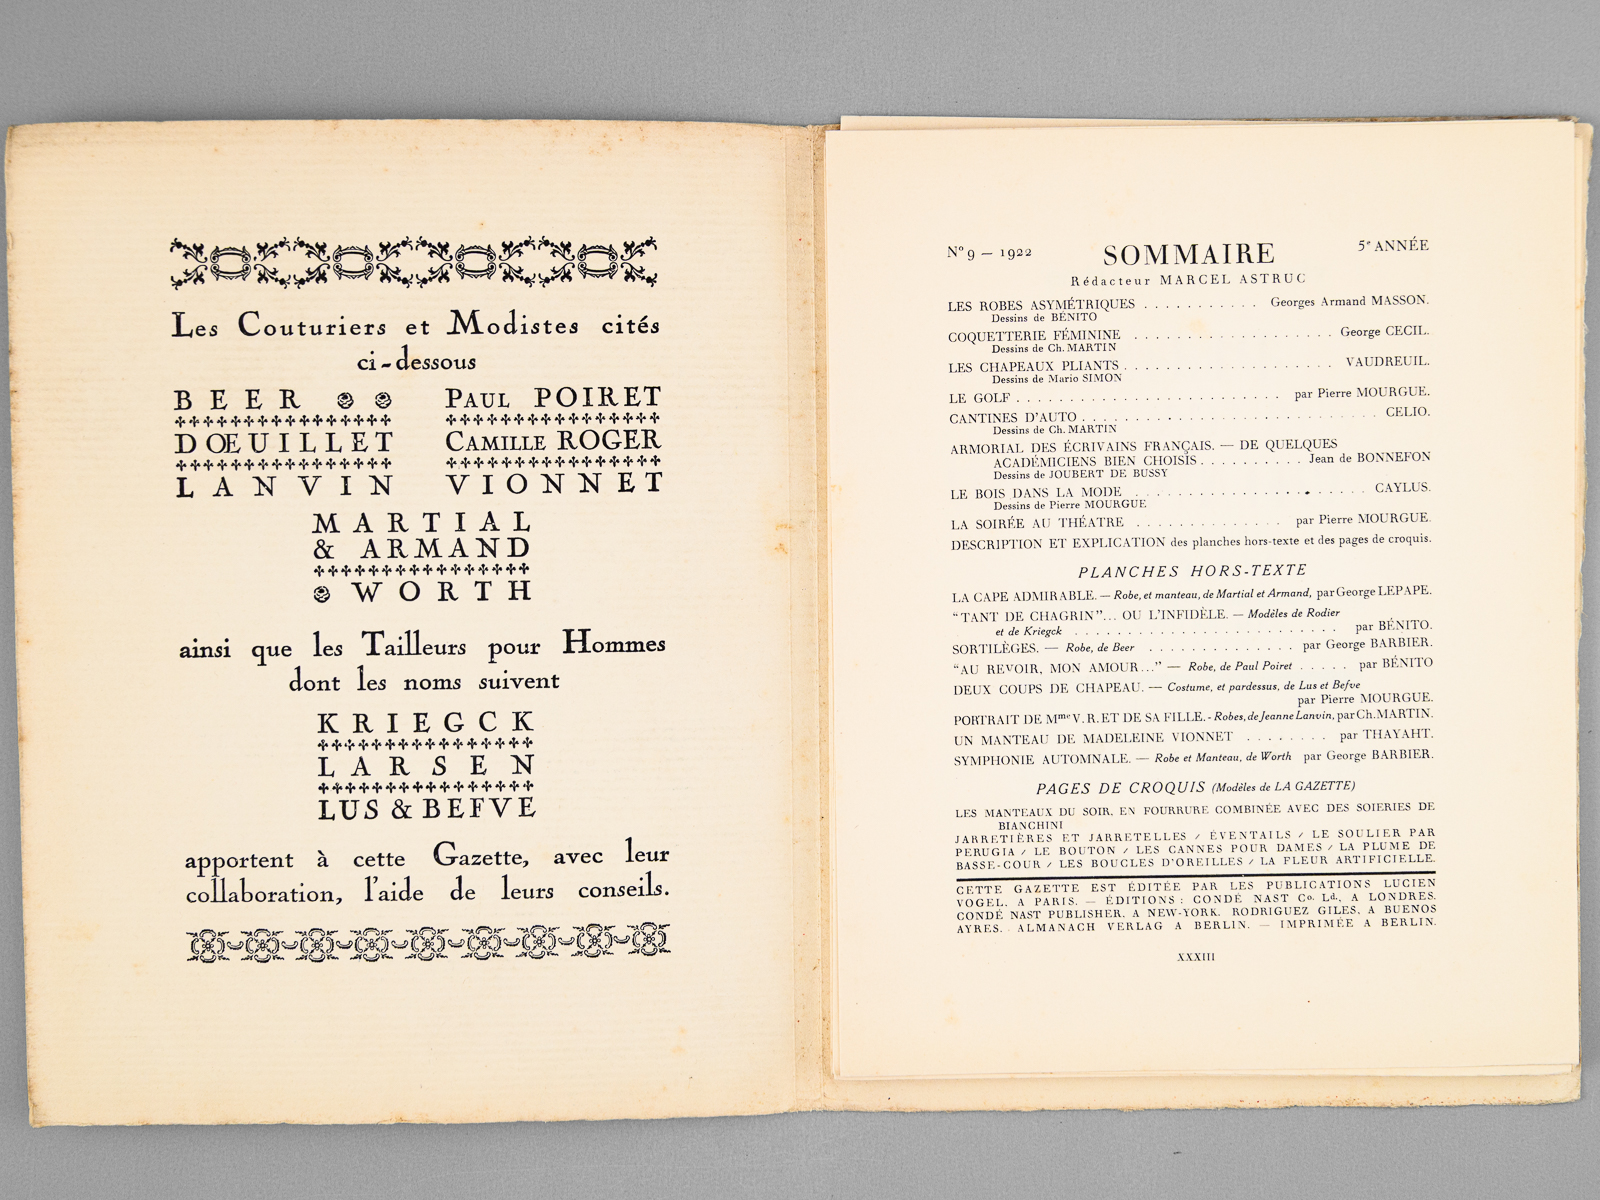 Les Couturiers et Modistes cités
ci-dessous
BEER
PAUL POIRET
DŒUILLET
CAMILLE ROGER
LANVIN
VIONNET
MARTIAL
& ARMAND
WORTH
ainsi que les Tailleurs pour Hommes
dont les noms suivent
KRIEGCK
LARSEN
LUS & BEFVE
apportent à cette Gazette, avec leur
collaboration, l'aide de leurs conseils.
Nº 9 — 1922 SOMMAIRE 5e ANNÉE
Rédacteur MARCEL ASTRUC
LES ROBES ASYMÉTRIQUES . . . . . . . . . . . Georges Armand MASSON.
Dessins de BÉNITO
COQUETTERIE FÉMININE . . . . . . . . . . . . . . . . . . George CECIL.
Dessins de Ch. MARTIN
LES CHAPEAUX PLIANTS . . . . . . . . . . . . . . . . . . . . VAUDREUIL.
Dessins de Mario SIMON
LE GOLF . . . . . . . . . . . . . . . . . . . . . . . . . par Pierre MOURGUE.
CANTINES D'AUTO . . . . . . . . . . . . . . . . . . . . . . . . . . . . CELIO.
Dessins de Ch. MARTIN
ARMORIAL DES ÉCRIVAINS FRANÇAIS. — DE QUELQUES
ACADÉMICIENS BIEN CHOISIS . . . . . . . . . . Jean de BONNEFON
Dessins de JOUBERT DE BUSSY
LE BOIS DANS LA MODE . . . . . . . . . . . . . . . . . . . . . CAYLUS.
Dessins de Pierre MOURGUE
LA SOIRÉE AU THÉATRE . . . . . . . . . . . . . par Pierre MOURGUE.
DESCRIPTION ET EXPLICATION des planches hors-texte et des pages de croquis.
PLANCHES HORS-TEXTE
LA CAPE ADMIRABLE. — Robe, et manteau, de Martial et Armand, par George LEPAPE.
“TANT DE CHAGRIN”... OU L'INFIDÈLE. — Modèles de Rodier
et de Kriegck . . . . . . . . . . . . . . . . . . . . . . . . . par BÉNITO.
SORTILÈGES. — Robe, de Beer . . . . . . . . . . . . . . par George BARBIER.
“AU REVOIR, MON AMOUR...” — Robe, de Paul Poiret . . . . . par BÉNITO
DEUX COUPS DE CHAPEAU. — Costume, et pardessus, de Lus et Befve
par Pierre MOURGUE.
PORTRAIT DE Mme V. R. ET DE SA FILLE. - Robes, de Jeanne Lanvin, par Ch. MARTIN.
UN MANTEAU DE MADELEINE VIONNET . . . . . . . . par THAYAHT.
SYMPHONIE AUTOMNALE. — Robe et Manteau, de Worth par George BARBIER.
PAGES DE CROQUIS (Modèles de LA GAZETTE)
LES MANTEAUX DU SOIR, EN FOURRURE COMBINÉE AVEC DES SOIERIES DE
BIANCHINI
JARRETIÈRES ET JARRETELLES / ÉVENTAILS / LE SOULIER PAR
PERUGIA / LE BOUTON / LES CANNES POUR DAMES / LA PLUME DE
BASSE-COUR / LES BOUCLES D'OREILLES / LA FLEUR ARTIFICIELLE.
CETTE GAZETTE EST ÉDITÉE PAR LES PUBLICATIONS LUCIEN
VOGEL, A PARIS. — ÉDITIONS : CONDÉ NAST Co. Ld., A LONDRES.
CONDÉ NAST PUBLISHER, A NEW-YORK. RODRIGUEZ GILES, A BUENOS
AYRES. ALMANACH VERLAG A BERLIN. — IMPRIMÉE A BERLIN.
XXXIII